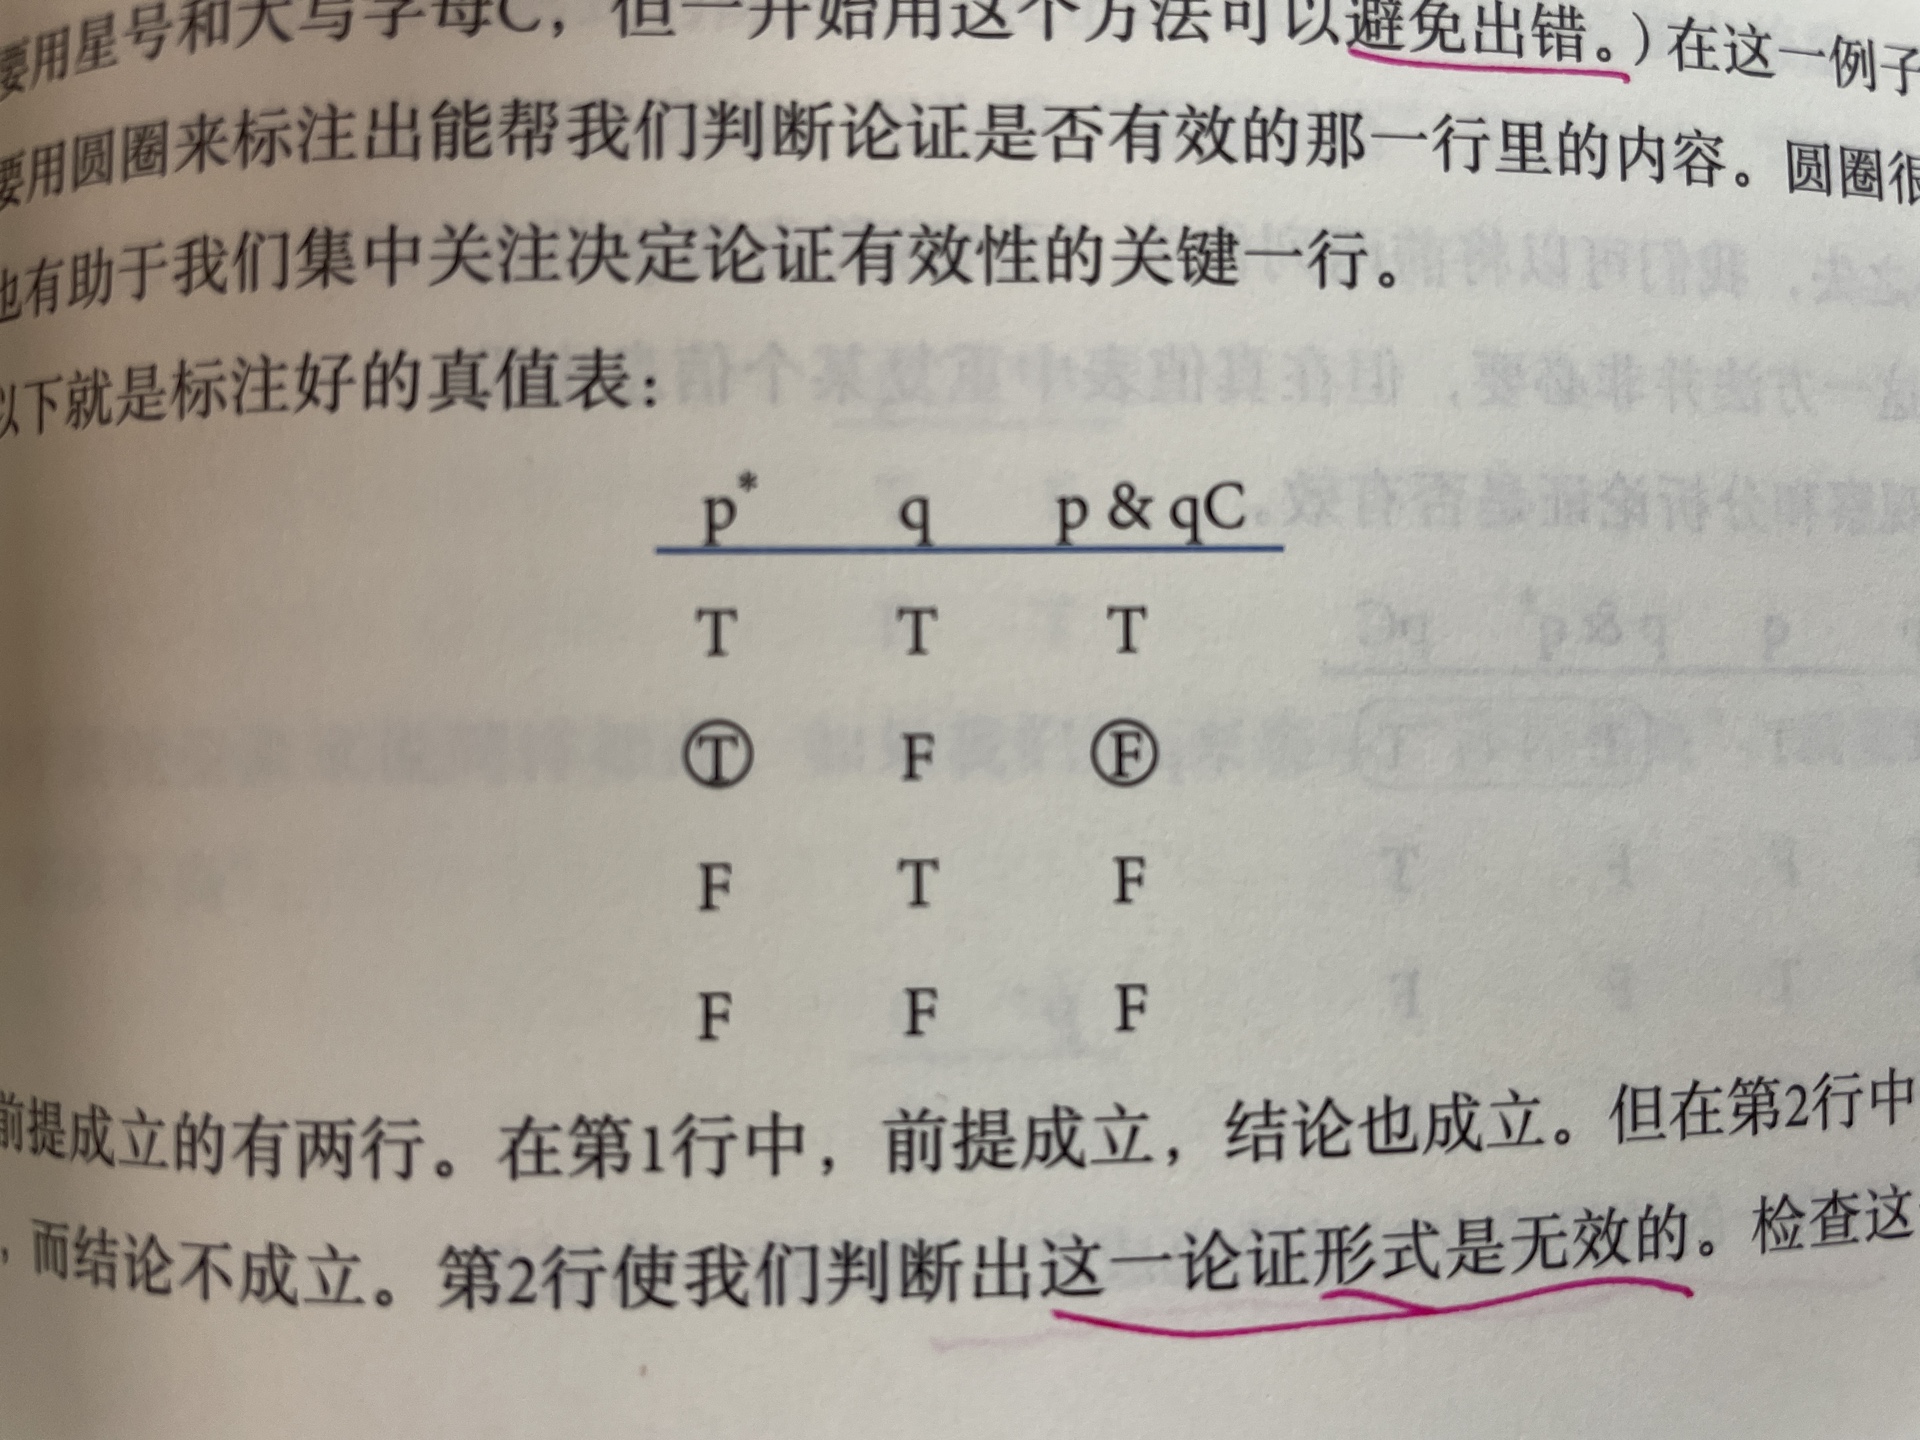 要用星号和大写字母C，但一开始用这个方法可以避免出错。）在这一例子
要用圆圈来标注出能帮我们判断论证是否有效的那一行里的内容。圆圈很
也有助于我们集中关注决定论证有效性的关键一行。
以下就是标注好的真值表：
p* q p & qC
T T T
Ⓣ F Ⓕ
F T F
F F F
前提成立的有两行。在第1行中，前提成立，结论也成立。但在第2行中
，而结论不成立。第2行使我们判断出这一论证形式是无效的。检查这